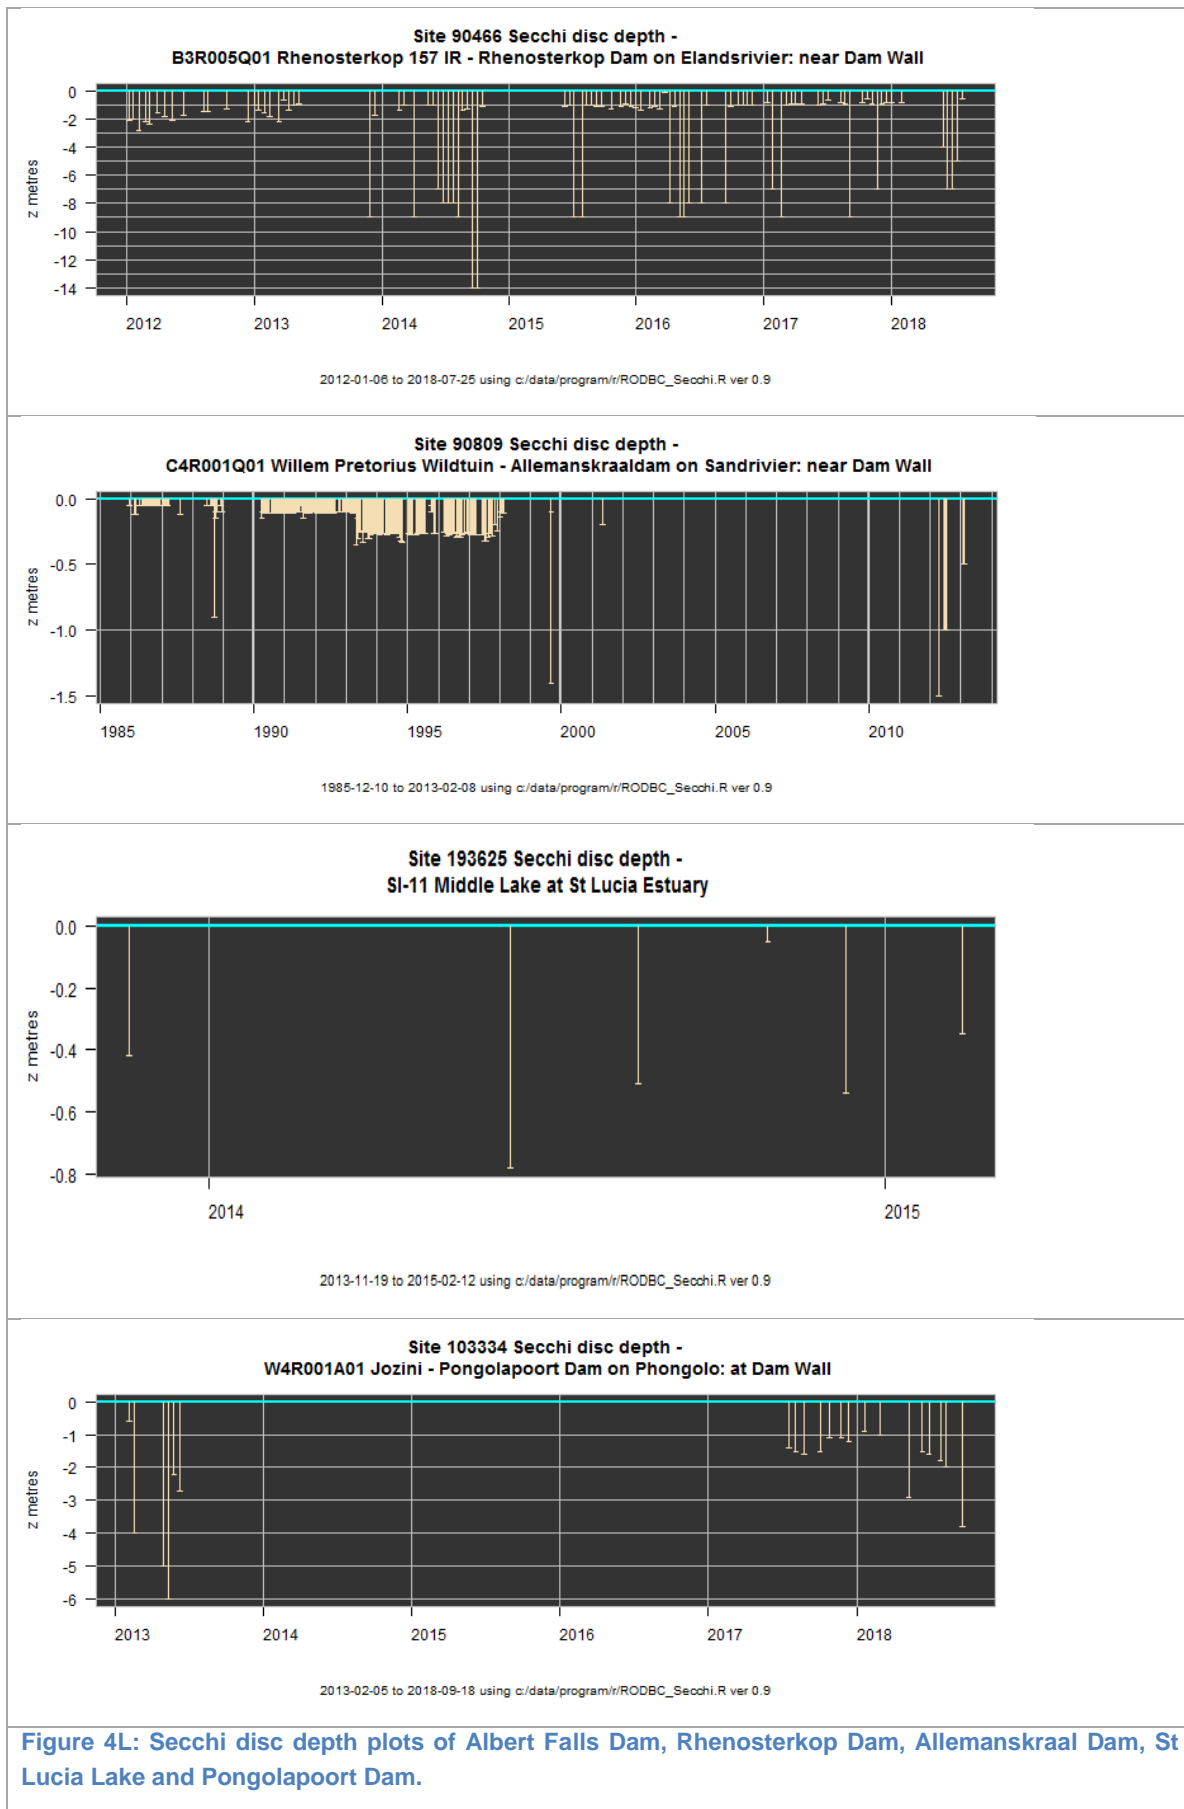 Site 90466 Secchi disc depth -
B3R005Q01 Rhenosterkop 157 IR - Rhenosterkop Dam on Elandsrivier: near Dam Wall
z metres
0
-2
-4
-6
-8
-10
-12
-14
2012 2013 2014 2015 2016 2017 2018
2012-01-06 to 2018-07-25 using c:/data/program/r/RODBC_Secchi.R ver 0.9
Site 90809 Secchi disc depth -
C4R001Q01 Willem Pretorius Wildtuin - Allemanskraaldam on Sandrivier: near Dam Wall
z metres
0.0
-0.5
-1.0
-1.5
1985 1990 1995 2000 2005 2010
1985-12-10 to 2013-02-08 using c:/data/program/r/RODBC_Secchi.R ver 0.9
Site 193625 Secchi disc depth -
SI-11 Middle Lake at St Lucia Estuary
z metres
0.0
-0.2
-0.4
-0.6
-0.8
2014 2015
2013-11-19 to 2015-02-12 using c:/data/program/r/RODBC_Secchi.R ver 0.9
Site 103334 Secchi disc depth -
W4R001A01 Jozini - Pongolapoort Dam on Phongolo: at Dam Wall
z metres
0
-1
-2
-3
-4
-5
-6
2013 2014 2015 2016 2017 2018
2013-02-05 to 2018-09-18 using c:/data/program/r/RODBC_Secchi.R ver 0.9
Figure 4L: Secchi disc depth plots of Albert Falls Dam, Rhenosterkop Dam, Allemanskraal Dam, St
Lucia Lake and Pongolapoort Dam.